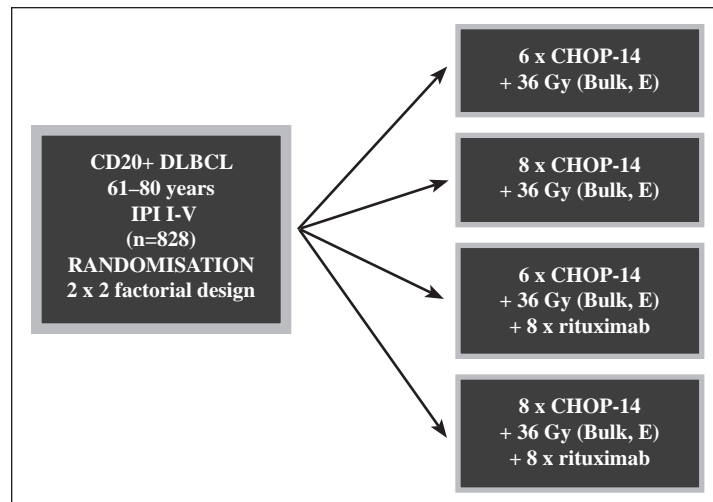 CD20+ DLBCL
61–80 years
IPI I-V
(n=828)
RANDOMISATION
2 x 2 factorial design
6 x CHOP-14
+ 36 Gy (Bulk, E)
8 x CHOP-14
+ 36 Gy (Bulk, E)
6 x CHOP-14
+ 36 Gy (Bulk, E)
+ 8 x rituximab
8 x CHOP-14
+ 36 Gy (Bulk, E)
+ 8 x rituximab